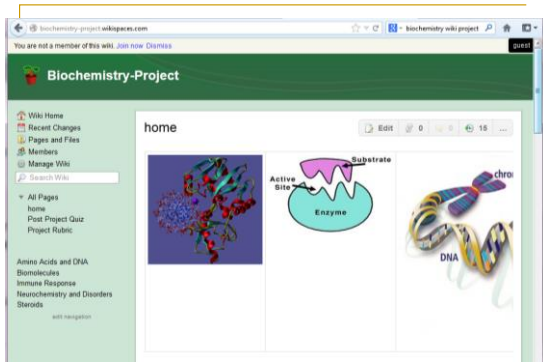 biochemistry-project.wikispaces.com
biochemistry wiki project
You are not a member of this wiki. Join now Dismiss
guest
Biochemistry-Project
Wiki Home
Recent Changes
Pages and Files
Members
Manage Wiki
Search Wiki
All Pages
home
Post Project Quiz
Project Rubric
Amino Acids and DNA
Biomolecules
Immune Response
Neurochemistry and Disorders
Steroids
edit navigation
home
Edit 0 0 15 ...
Substrate
Active
Site
Enzyme
chro
DNA